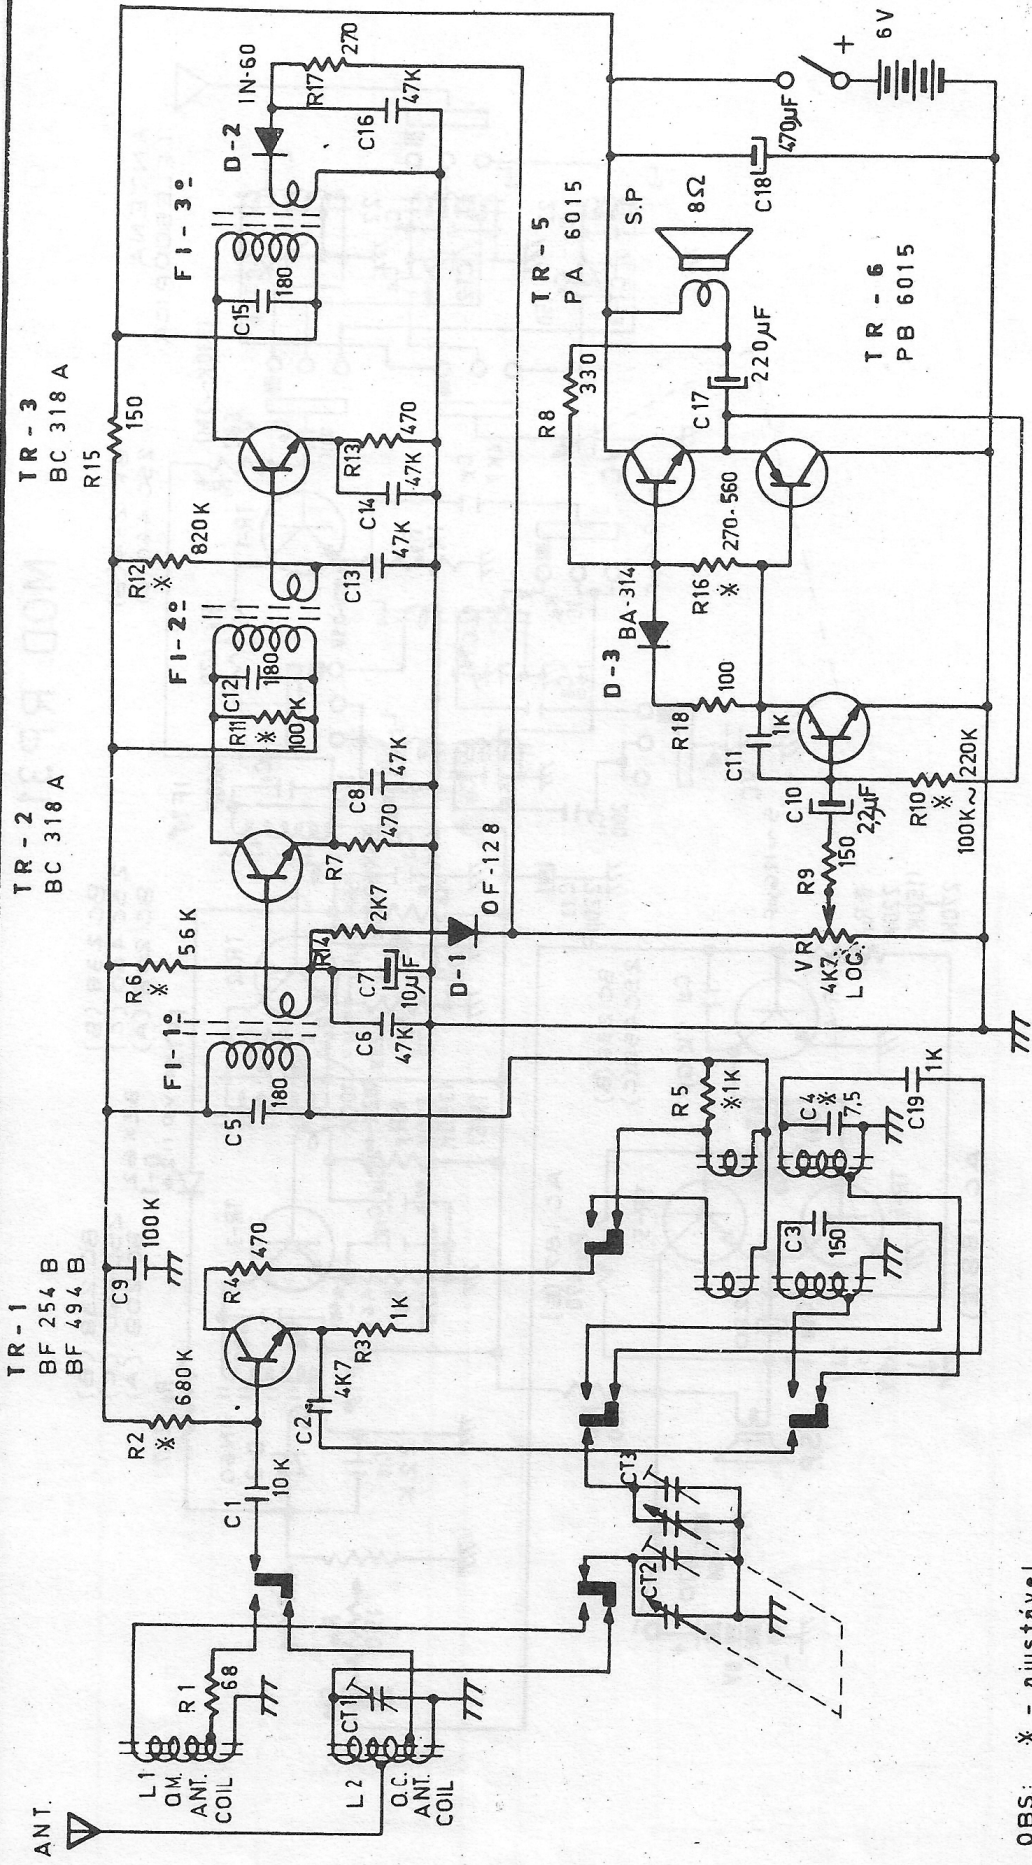 ANT.
L1
O.M.
ANT.
COIL
R1
68
L2
O.C.
ANT.
COIL
CT1
C1
10K
TR-1
BF 254 B
BF 494 B
R2
*
680K
C2
4K7
R3
1K
R4
470
C9
100K
CT2
CT3
C3
150
C4
*
7,5
C19
1K
R5
*1K
FI-1º
C5
180
TR-2
BC 318 A
R6
*
56K
C6
47K
C7
10µF
R14
2K7
D-1
OF-128
R7
470
C8
47K
FI-2º
R11
*
100K
C12
180
TR-3
BC 318 A
R12
*
820K
C13
47K
C14
47K
R13
470
R15
150
FI-3º
C15
180
D-2
1N-60
C16
47K
R17
270
VR
4K7
LOG.
R9
150
C10
2,2µF
C11
1K
R10
*
100K~220K
R18
100
D-3
BA-314
R16
*
270-560
R8
330
C17
220µF
TR-5
PA 6015
TR-6
PB 6015
S.P
8Ω
C18
470µF
+
6V
OBS: * - ajustável